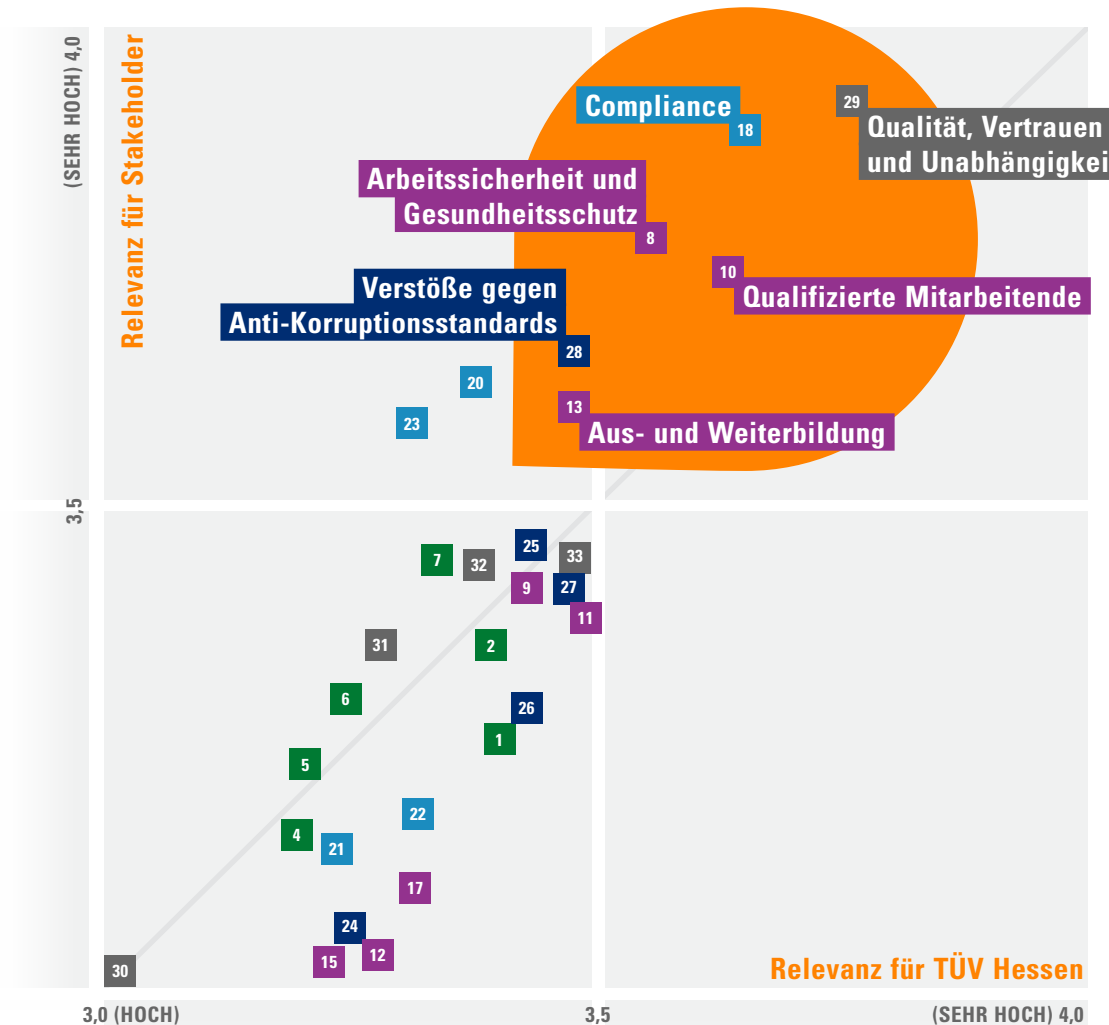 (SEHR HOCH) 4,0
Relevanz für Stakeholder
Compliance
18
29
Qualität, Vertrauen
und Unabhängigkei
Arbeitssicherheit und
Gesundheitsschutz
8
10
Qualifizierte Mitarbeitende
Verstöße gegen
Anti-Korruptionsstandards
28
20
13
23
Aus- und Weiterbildung
3,5
25
7
32
33
9
27
11
31
2
6
26
1
5
22
4
21
17
24
12
15
30
Relevanz für TÜV Hessen
3,0 (HOCH)
3,5
(SEHR HOCH) 4,0